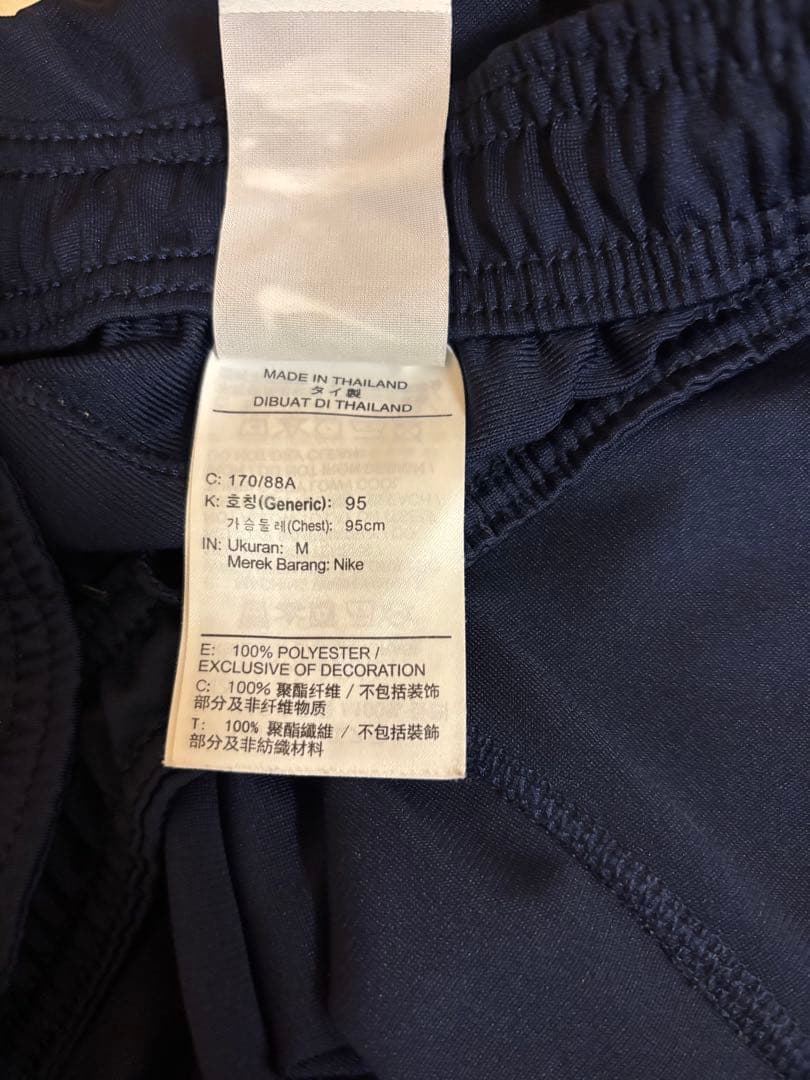 MADE IN THAILAND
タイ製
DIBUAT DI THAILAND
C: 170/88A
K: 호칭(Generic): 95
가슴둘레(Chest): 95cm
IN: Ukuran: M
Merek Barang: Nike
E: 100% POLYESTER /
EXCLUSIVE OF DECORATION
C: 100% 聚酯纤维 / 不包括装饰
部分及非纤维物质
T: 100% 聚酯纖維 / 不包括裝飾
部分及非紡織材料